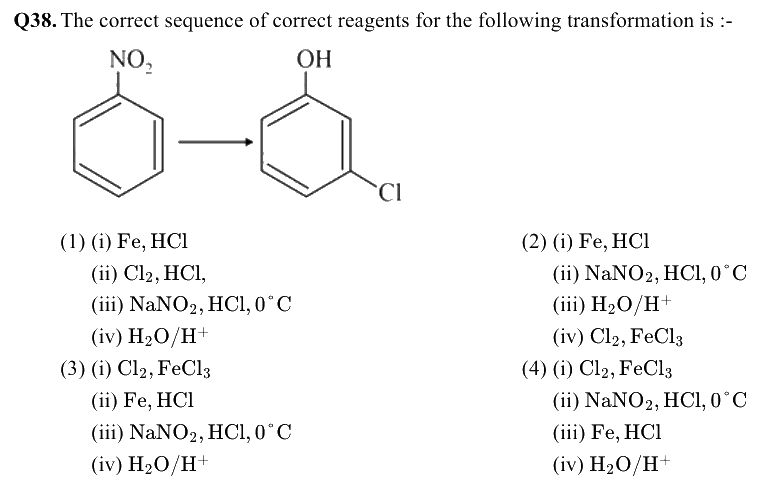 Q38. The correct sequence of correct reagents for the following transformation is :-
NO₂
OH
Cl
(1) (i) Fe, HCl
(ii) Cl₂, HCl,
(iii) NaNO₂, HCl, 0°C
(iv) H₂O/H⁺
(2) (i) Fe, HCl
(ii) NaNO₂, HCl, 0°C
(iii) H₂O/H⁺
(iv) Cl₂, FeCl₃
(3) (i) Cl₂, FeCl₃
(ii) Fe, HCl
(iii) NaNO₂, HCl, 0°C
(iv) H₂O/H⁺
(4) (i) Cl₂, FeCl₃
(ii) NaNO₂, HCl, 0°C
(iii) Fe, HCl
(iv) H₂O/H⁺